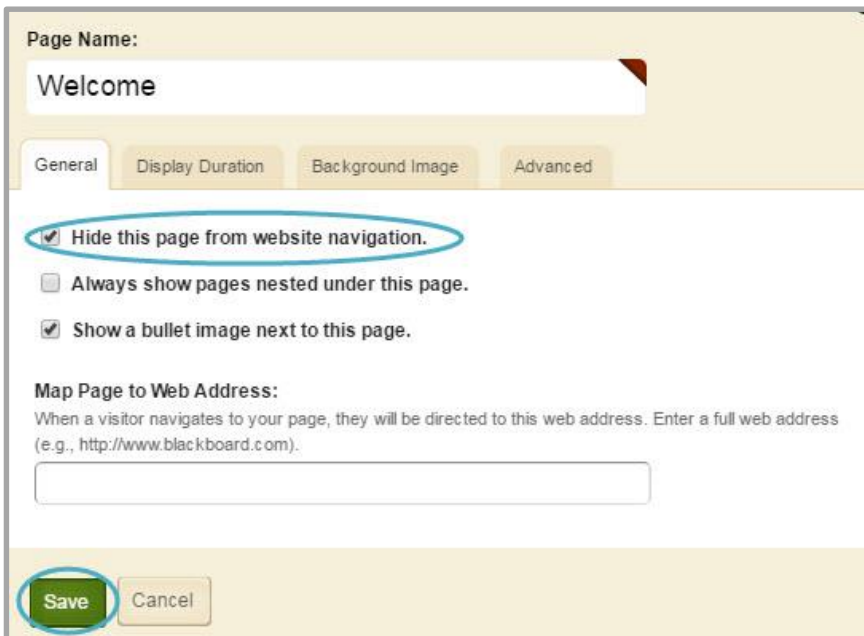 Page Name:
Welcome
General Display Duration Background Image Advanced
Hide this page from website navigation.
Always show pages nested under this page.
Show a bullet image next to this page.
Map Page to Web Address:
When a visitor navigates to your page, they will be directed to this web address. Enter a full web address
(e.g., http://www.blackboard.com).
Save Cancel